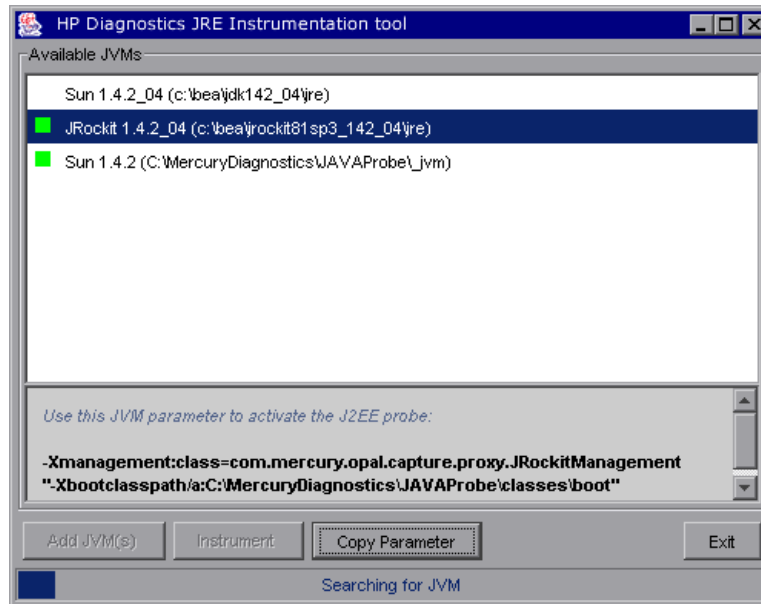 HP Diagnostics JRE Instrumentation tool
Available JVMs
Sun 1.4.2_04 (c:\bea\jdk142_04\jre)
JRockit 1.4.2_04 (c:\bea\jrockit81sp3_142_04\jre)
Sun 1.4.2 (C:\MercuryDiagnostics\JAVAProbe\_jvm)
Use this JVM parameter to activate the J2EE probe:
-Xmanagement:class=com.mercury.opal.capture.proxy.JRockitManagement
"-Xbootclasspath/a:C:\MercuryDiagnostics\JAVAProbe\classes\boot"
Add JVM(s) Instrument Copy Parameter Exit
Searching for JVM